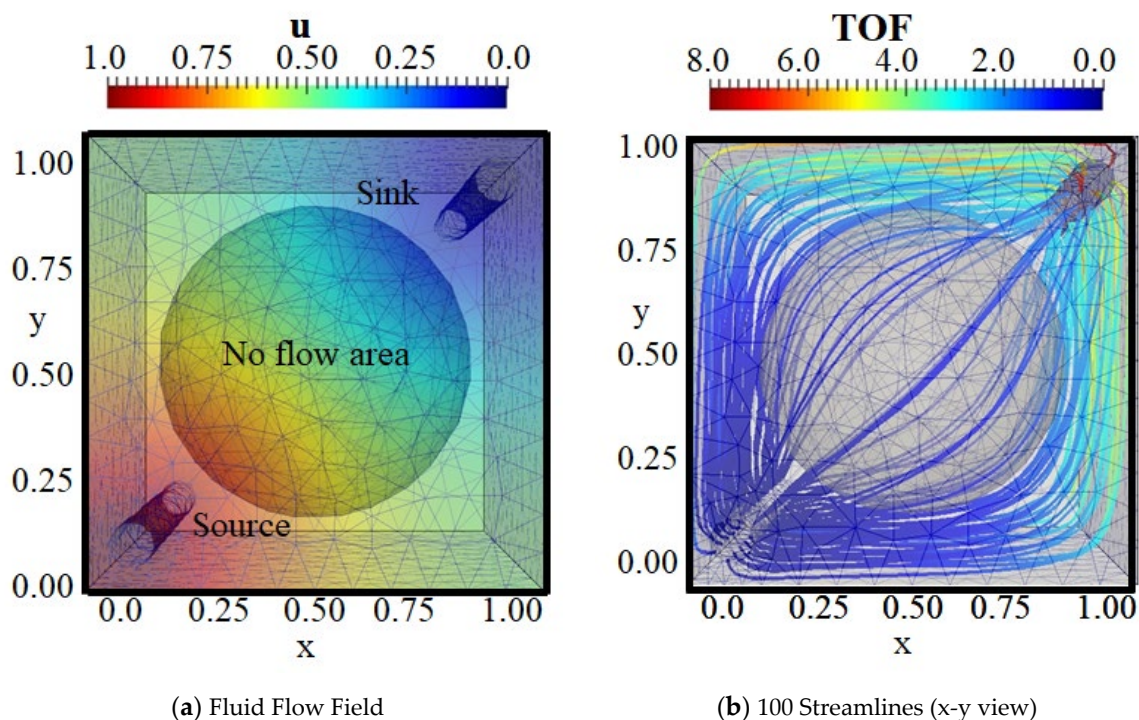 u
1.0 0.75 0.50 0.25 0.0
1.00
0.75
y
0.50
0.25
0.00
Sink
No flow area
Source
0.0 0.25 0.50 0.75 1.00
x
(a) Fluid Flow Field
TOF
8.0 6.0 4.0 2.0 0.0
1.00
0.75
y
0.50
0.25
0.00
0.0 0.25 0.50 0.75 1.00
x
(b) 100 Streamlines (x-y view)